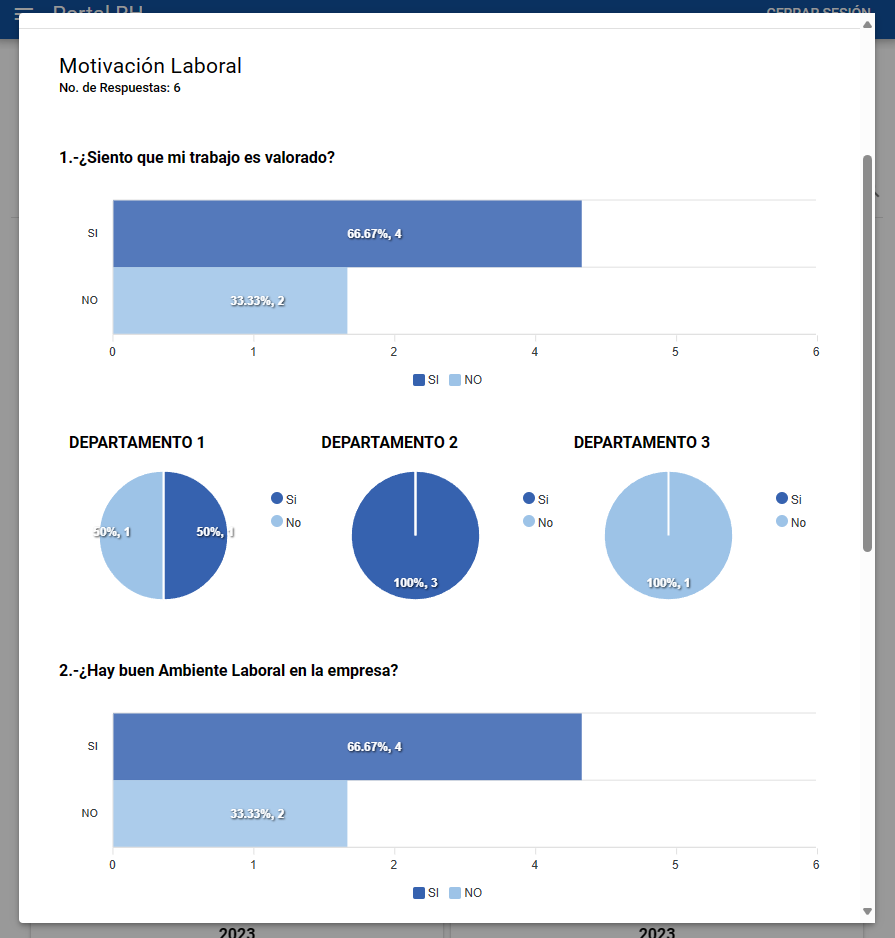 Portal RH CERRAR SESIÓN
Motivación Laboral
No. de Respuestas: 6
1.-¿Siento que mi trabajo es valorado?
SI
66.67%, 4
NO
33.33%, 2
0 1 2 4 5 6
SI NO
DEPARTAMENTO 1 DEPARTAMENTO 2 DEPARTAMENTO 3
Si Si Si
No No No
50%, 1 50%, 1
100%, 3 100%, 1
2.-¿Hay buen Ambiente Laboral en la empresa?
SI
66.67%, 4
NO
33.33%, 2
0 1 2 4 5 6
SI NO
2023 2023